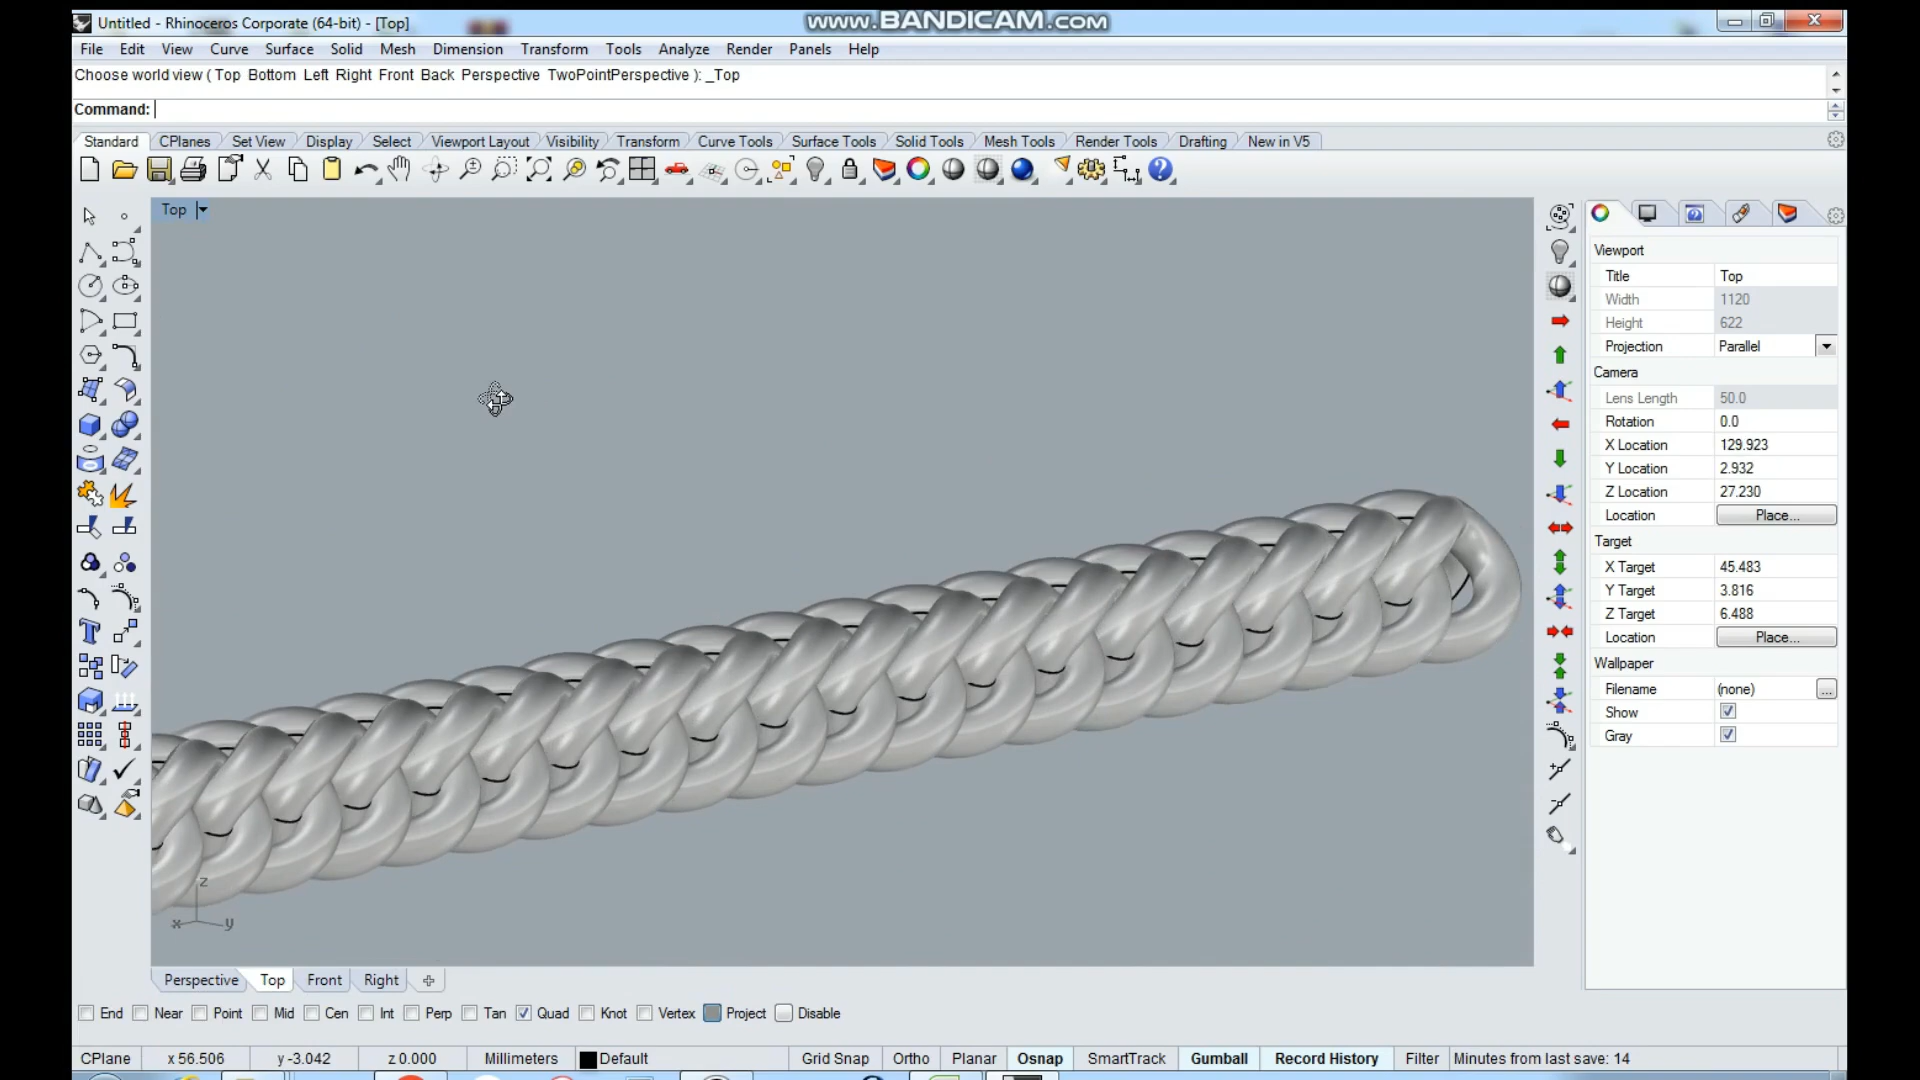 Untitled - Rhinoceros Corporate (64-bit) - [Top]
www.BANDICAM.com
File Edit View Curve Surface Solid Mesh Dimension Transform Tools Analyze Render Panels Help
Choose world view ( Top Bottom Left Right Front Back Perspective TwoPointPerspective ): _Top
Command:
Standard CPlanes Set View Display Select Viewport Layout Visibility Transform Curve Tools Surface Tools Solid Tools Mesh Tools Render Tools Drafting New in V5
Top
Viewport
Title Top
Width 1120
Height 622
Projection Parallel
Camera
Lens Length 50.0
Rotation 0.0
X Location 129.923
Y Location 2.932
Z Location 27.230
Location Place...
Target
X Target 45.483
Y Target 3.816
Z Target 6.488
Location Place...
Wallpaper
Filename (none) ...
Show
Gray
z
x y
Perspective Top Front Right
End Near Point Mid Cen Int Perp Tan Quad Knot Vertex Project Disable
CPlane x 56.506 y -3.042 z 0.000 Millimeters Default Grid Snap Ortho Planar Osnap SmartTrack Gumball Record History Filter Minutes from last save: 14